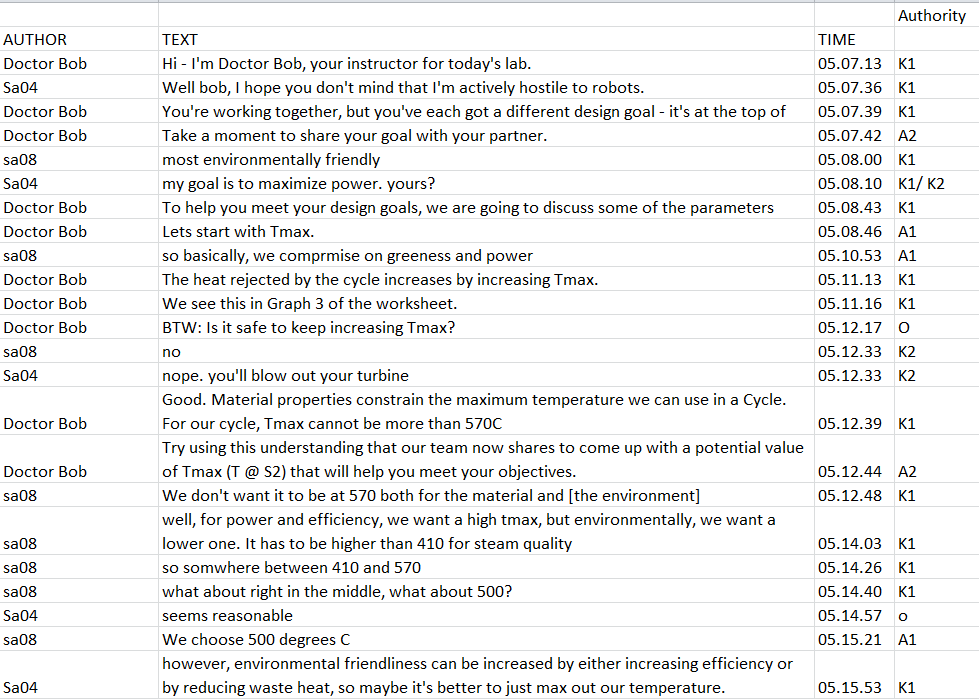 Authority
AUTHOR TEXT TIME
Doctor Bob Hi - I'm Doctor Bob, your instructor for today's lab. 05.07.13 K1
Sa04 Well bob, I hope you don't mind that I'm actively hostile to robots. 05.07.36 K1
Doctor Bob You're working together, but you've each got a different design goal - it's at the top of 05.07.39 K1
Doctor Bob Take a moment to share your goal with your partner. 05.07.42 A2
sa08 most environmentally friendly 05.08.00 K1
Sa04 my goal is to maximize power. yours? 05.08.10 K1/ K2
Doctor Bob To help you meet your design goals, we are going to discuss some of the parameters 05.08.43 K1
Doctor Bob Lets start with Tmax. 05.08.46 A1
sa08 so basically, we comprmise on greeness and power 05.10.53 A1
Doctor Bob The heat rejected by the cycle increases by increasing Tmax. 05.11.13 K1
Doctor Bob We see this in Graph 3 of the worksheet. 05.11.16 K1
Doctor Bob BTW: Is it safe to keep increasing Tmax? 05.12.17 O
sa08 no 05.12.33 K2
Sa04 nope. you'll blow out your turbine 05.12.33 K2
Good. Material properties constrain the maximum temperature we can use in a Cycle.
Doctor Bob For our cycle, Tmax cannot be more than 570C 05.12.39 K1
Try using this understanding that our team now shares to come up with a potential value
Doctor Bob of Tmax (T @ S2) that will help you meet your objectives. 05.12.44 A2
sa08 We don't want it to be at 570 both for the material and [the environment] 05.12.48 K1
well, for power and efficiency, we want a high tmax, but environmentally, we want a
sa08 lower one. It has to be higher than 410 for steam quality 05.14.03 K1
sa08 so somwhere between 410 and 570 05.14.26 K1
sa08 what about right in the middle, what about 500? 05.14.40 K1
Sa04 seems reasonable 05.14.57 o
sa08 We choose 500 degrees C 05.15.21 A1
however, environmental friendliness can be increased by either increasing efficiency or
Sa04 by reducing waste heat, so maybe it's better to just max out our temperature. 05.15.53 K1